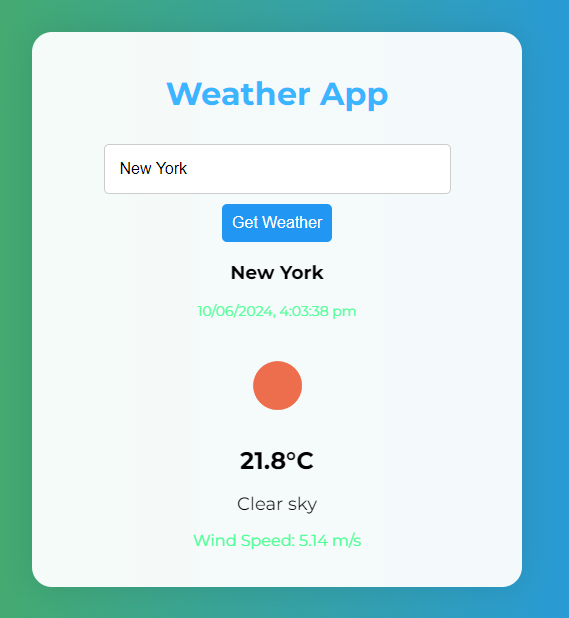 Weather App
New York
Get Weather
New York
10/06/2024, 4:03:38 pm
21.8°C
Clear sky
Wind Speed: 5.14 m/s